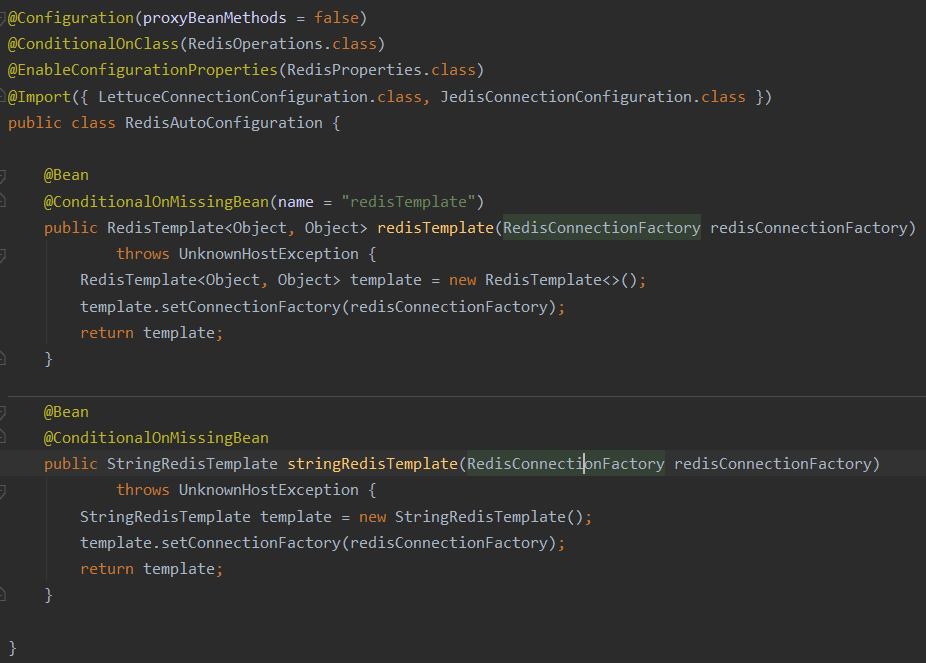 @Configuration(proxyBeanMethods = false)
@ConditionalOnClass(RedisOperations.class)
@EnableConfigurationProperties(RedisProperties.class)
@Import({ LettuceConnectionConfiguration.class, JedisConnectionConfiguration.class })
public class RedisAutoConfiguration {
@Bean
@ConditionalOnMissingBean(name = "redisTemplate")
public RedisTemplate<Object, Object> redisTemplate(RedisConnectionFactory redisConnectionFactory)
throws UnknownHostException {
RedisTemplate<Object, Object> template = new RedisTemplate<>();
template.setConnectionFactory(redisConnectionFactory);
return template;
}
@Bean
@ConditionalOnMissingBean
public StringRedisTemplate stringRedisTemplate(RedisConnectionFactory redisConnectionFactory)
throws UnknownHostException {
StringRedisTemplate template = new StringRedisTemplate();
template.setConnectionFactory(redisConnectionFactory);
return template;
}
}